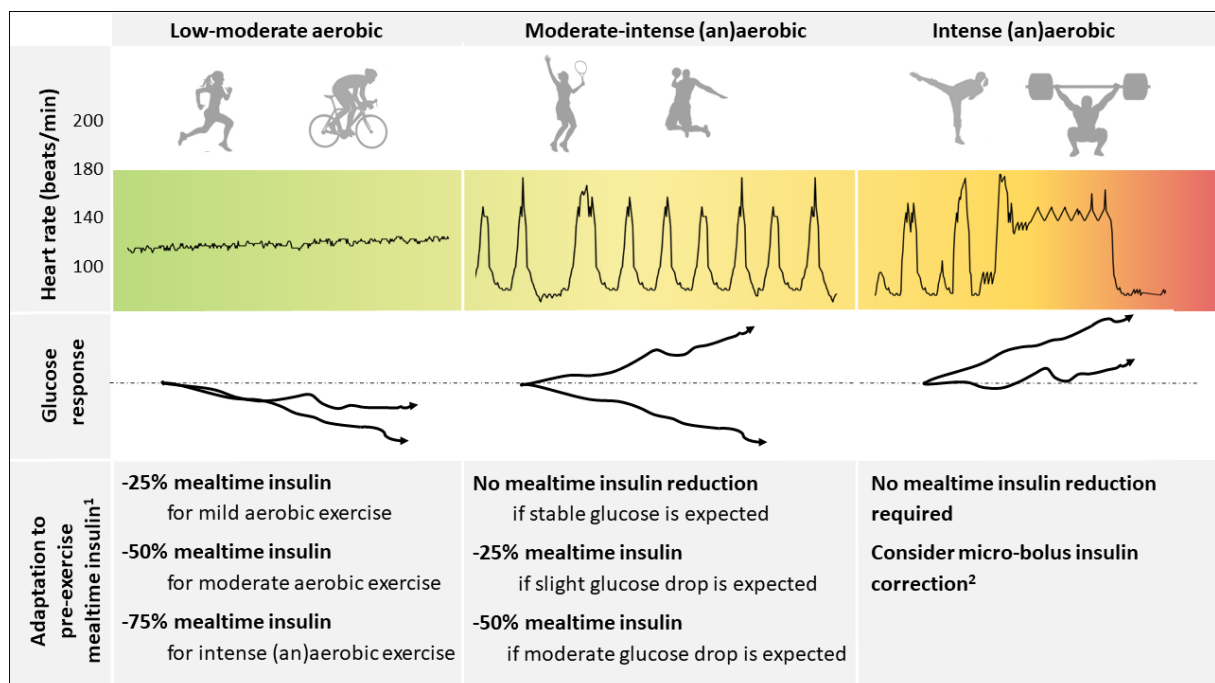 Low-moderate aerobic
Moderate-intense (an)aerobic
Intense (an)aerobic
Heart rate (beats/min)
200
180
140
100
Glucose
response
Adaptation to
pre-exercise
mealtime insulin¹
-25% mealtime insulin
for mild aerobic exercise
-50% mealtime insulin
for moderate aerobic exercise
-75% mealtime insulin
for intense (an)aerobic exercise
No mealtime insulin reduction
if stable glucose is expected
-25% mealtime insulin
if slight glucose drop is expected
-50% mealtime insulin
if moderate glucose drop is expected
No mealtime insulin reduction
required
Consider micro-bolus insulin
correction²